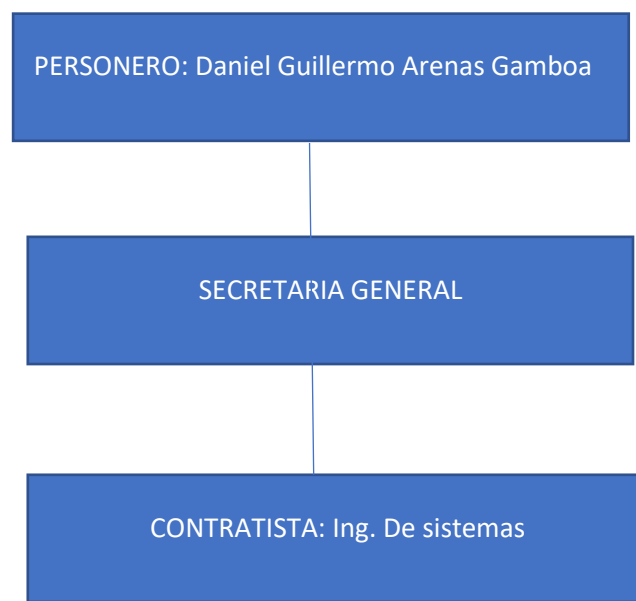 PERSONERO: Daniel Guillermo Arenas Gamboa
SECRETARIA GENERAL
CONTRATISTA: Ing. De sistemas